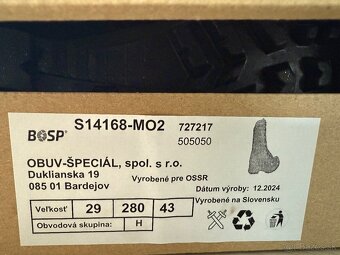 S14168-MO2 727217
BOSP® 505050
OBUV-ŠPECIÁL, spol. s r.o.
Duklianska 19
085 01 Bardejov
Vyrobené pre OSSR
Dátum výroby: 12.2024
Vyrobené na Slovensku
Veľkosť 29 280 43
Obvodová skupina: H